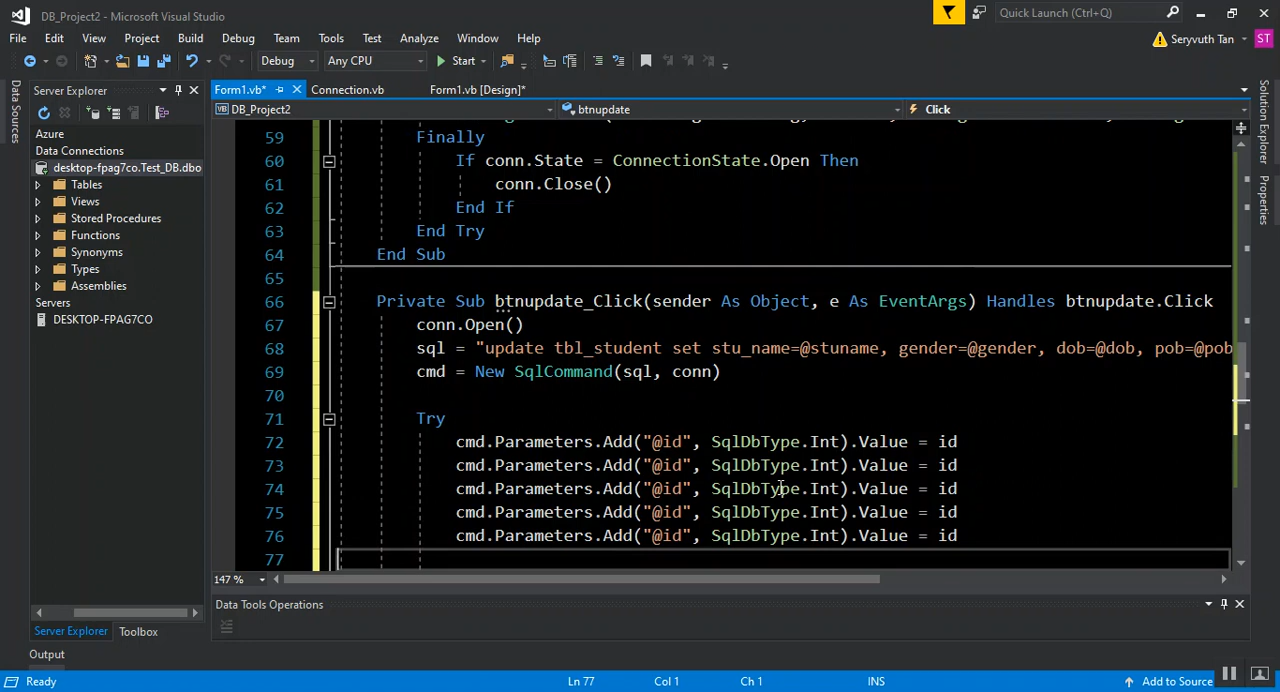 DB_Project2 - Microsoft Visual Studio
Quick Launch (Ctrl+Q)
File Edit View Project Build Debug Team Tools Test Analyze Window Help
Seryvuth Tan ST
Debug Any CPU Start
Data Sources
Server Explorer
Form1.vb* Connection.vb Form1.vb [Design]*
DB_Project2 btnupdate Click
Azure
Data Connections
desktop-fpag7co.Test_DB.dbo
Tables
Views
Stored Procedures
Functions
Synonyms
Types
Assemblies
Servers
DESKTOP-FPAG7CO
59 Finally
60 If conn.State = ConnectionState.Open Then
61 conn.Close()
62 End If
63 End Try
64 End Sub
65
66 Private Sub btnupdate_Click(sender As Object, e As EventArgs) Handles btnupdate.Click
67 conn.Open()
68 sql = "update tbl_student set stu_name=@stuname, gender=@gender, dob=@dob, pob=@pob
69 cmd = New SqlCommand(sql, conn)
70
71 Try
72 cmd.Parameters.Add("@id", SqlDbType.Int).Value = id
73 cmd.Parameters.Add("@id", SqlDbType.Int).Value = id
74 cmd.Parameters.Add("@id", SqlDbType.Int).Value = id
75 cmd.Parameters.Add("@id", SqlDbType.Int).Value = id
76 cmd.Parameters.Add("@id", SqlDbType.Int).Value = id
77
147 %
Solution Explorer
Properties
Data Tools Operations
Server Explorer Toolbox
Output
Ready Ln 77 Col 1 Ch 1 INS Add to Source